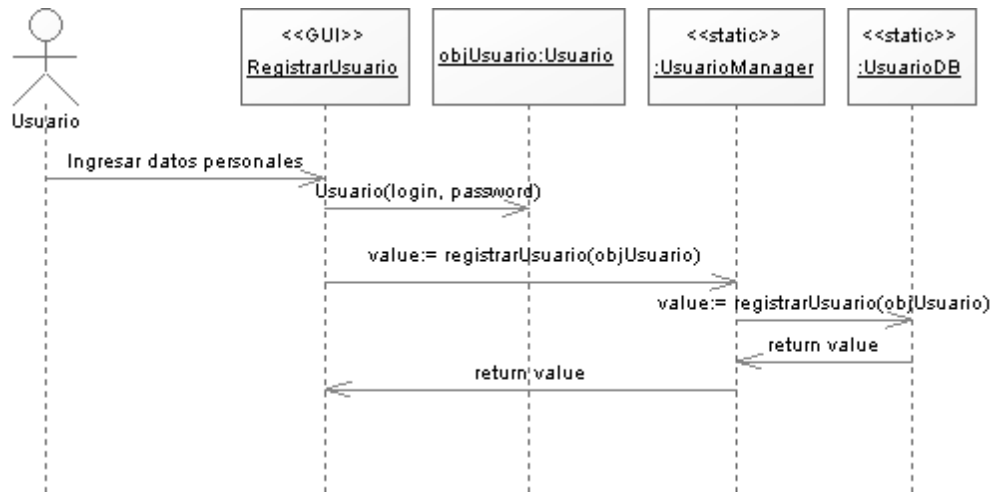 <<GUI>>
RegistrarUsuario
objUsuario:Usuario
<<static>>
:UsuarioManager
<<static>>
:UsuarioDB
Usuario
Ingresar datos personales
Usuario(login, password)
value:= registrarUsuario(objUsuario)
value:= registrarUsuario(objUsuario)
return value
return value